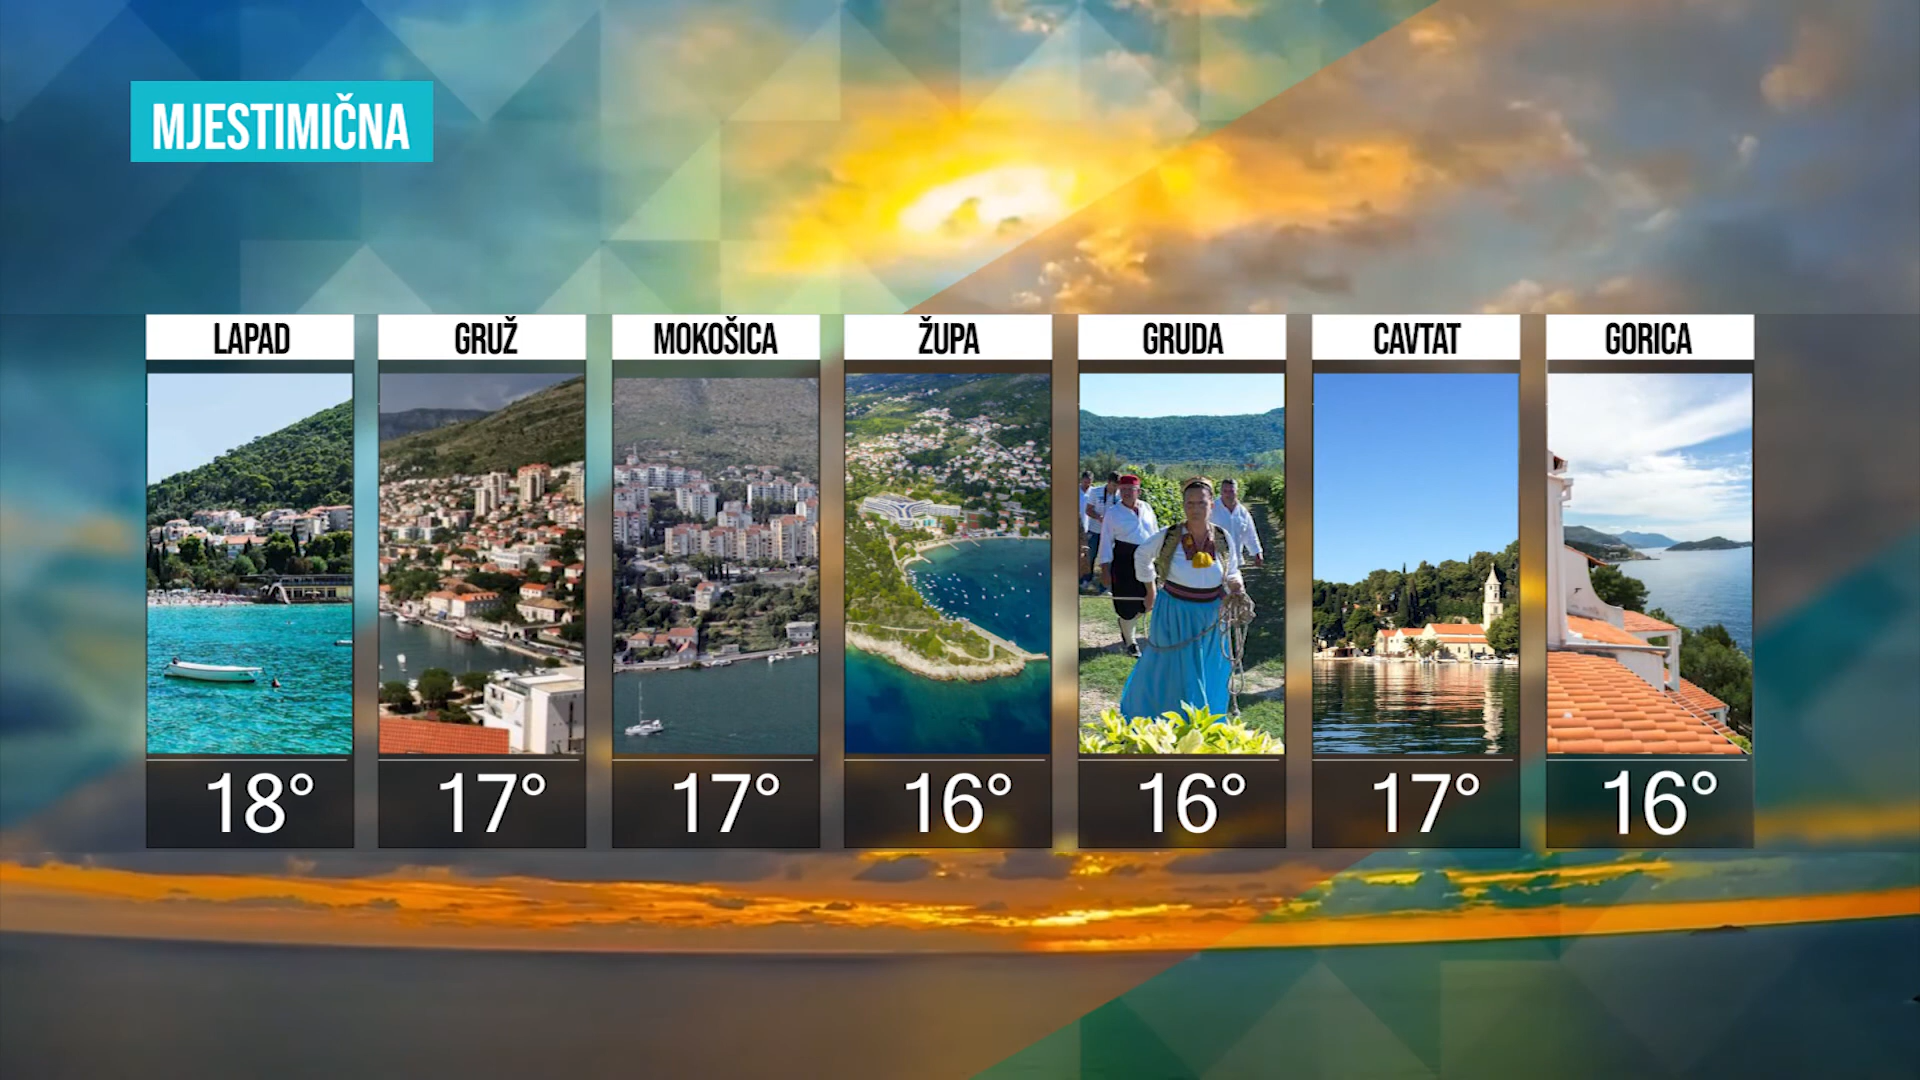 MJESTIMIČNA
LAPAD
GRUŽ
MOKOŠICA
ŽUPA
GRUDA
CAVTAT
GORICA
18°
17°
17°
16°
16°
17°
16°